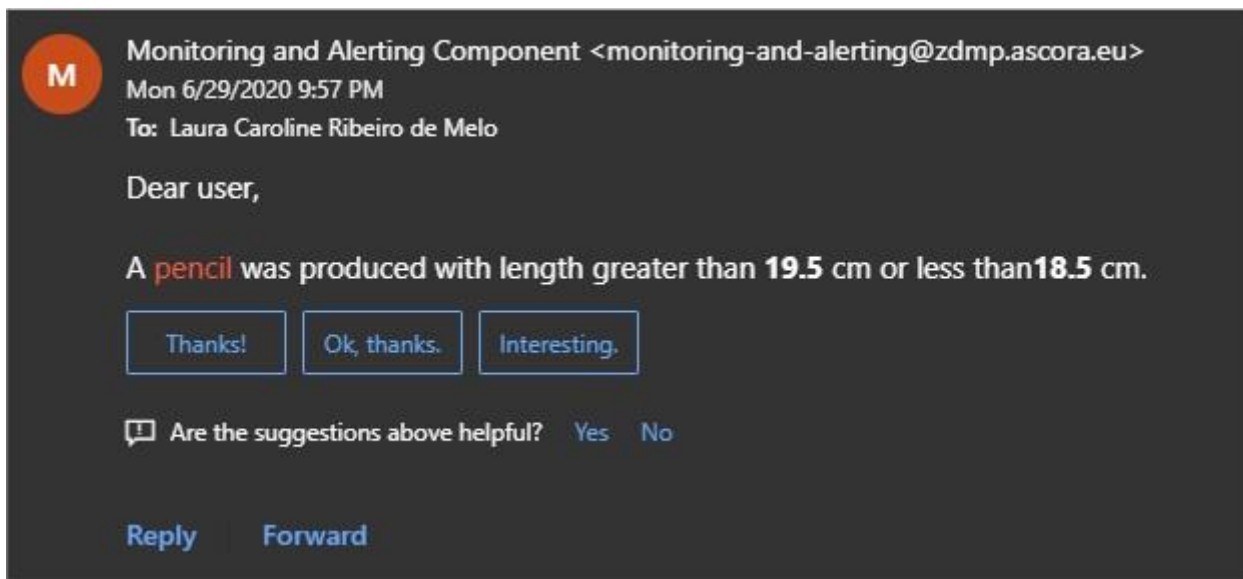 M
Monitoring and Alerting Component <monitoring-and-alerting@zdmp.ascora.eu>
Mon 6/29/2020 9:57 PM
To: Laura Caroline Ribeiro de Melo
Dear user,
A pencil was produced with length greater than 19.5 cm or less than18.5 cm.
Thanks! Ok, thanks. Interesting.
Are the suggestions above helpful? Yes No
Reply Forward